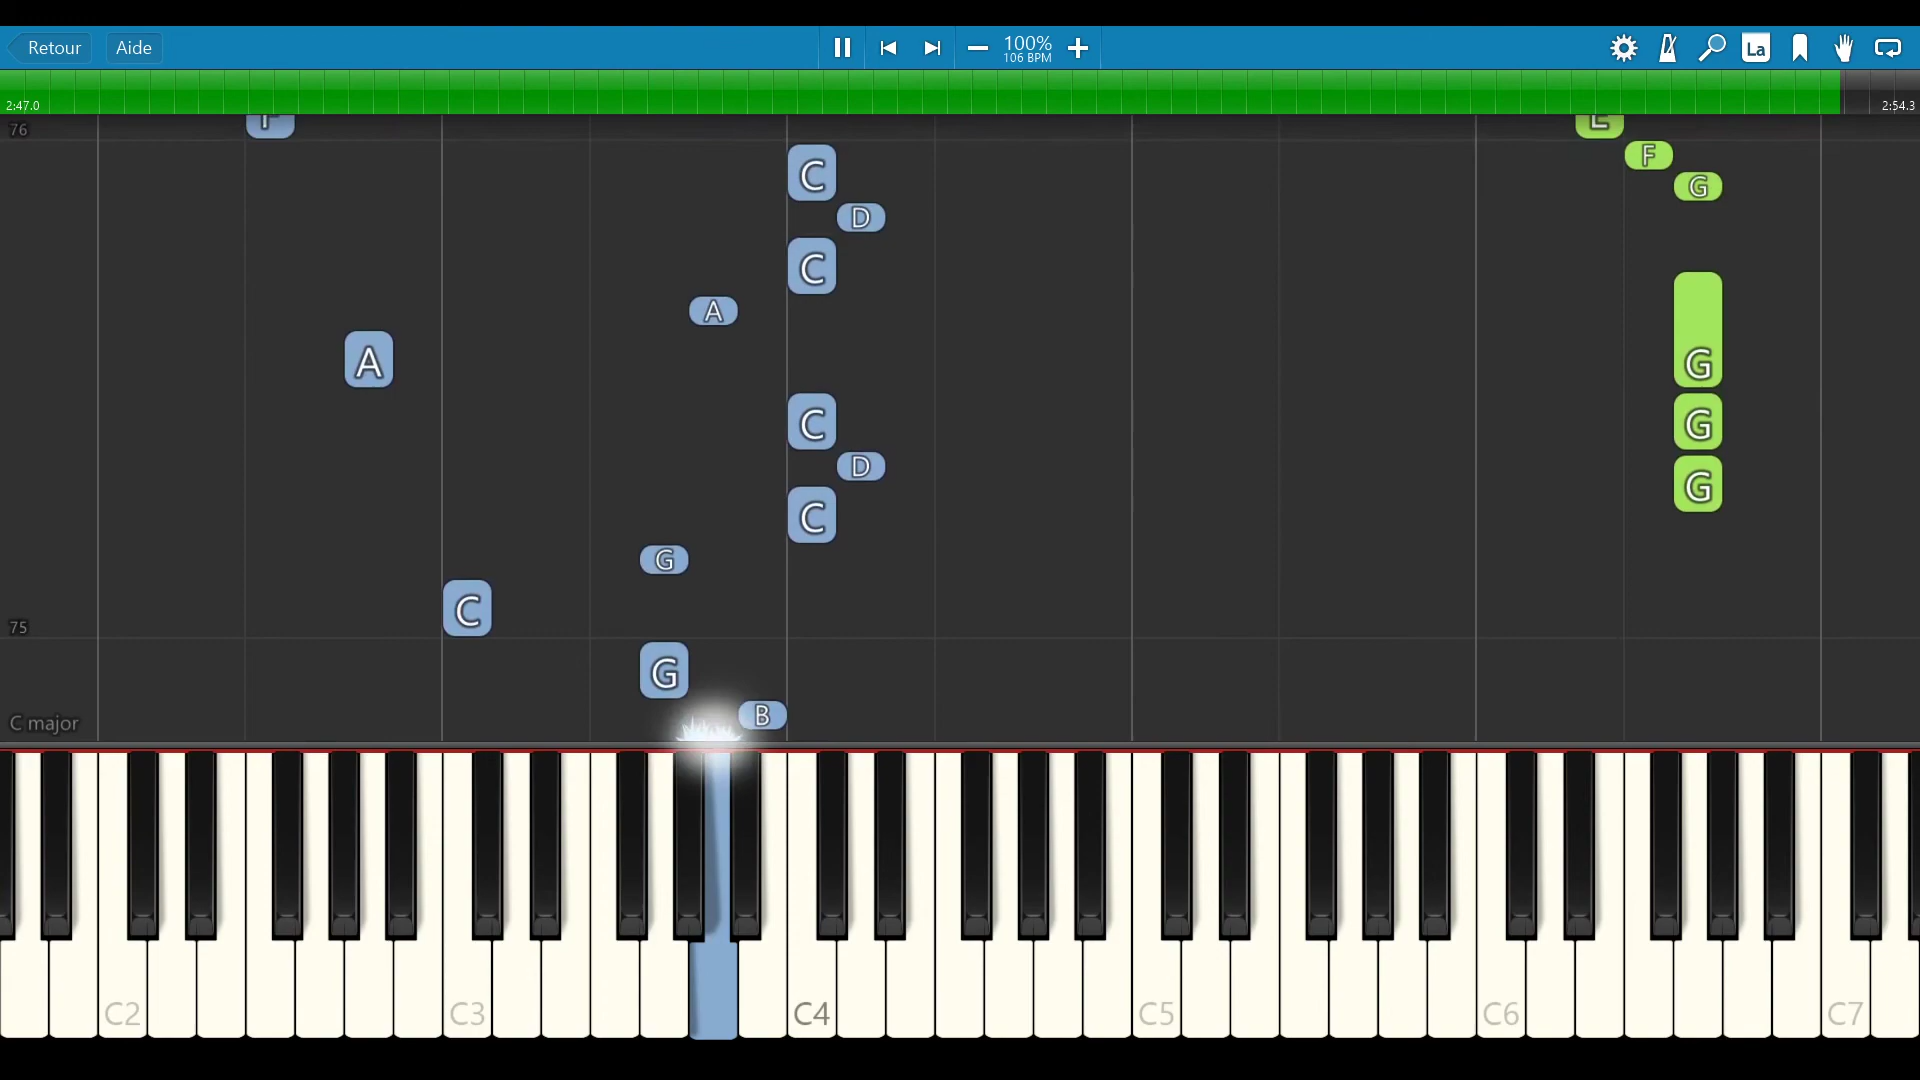 Retour Aide 100% La
106 BPM
2:47.0 2:54.3
76 F E
F
C G
D
C
A
A G
C G
D
C G
G
C
75
G
B
C major
C2 C3 C4 C5 C6 C7